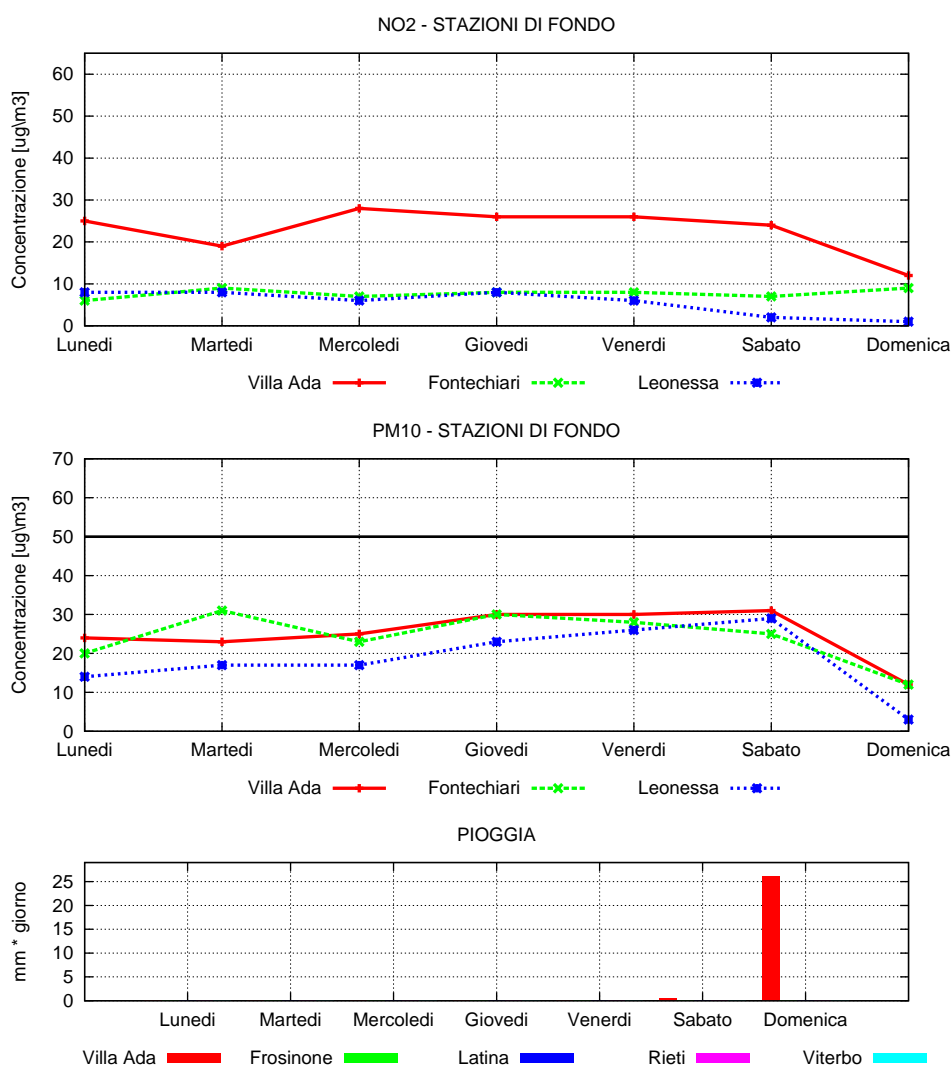 NO2 - STAZIONI DI FONDO
Concentrazione [ug\m3]
60
50
40
30
20
10
0
Lunedi Martedi Mercoledi Giovedi Venerdi Sabato Domenica
Villa Ada Fontechiari Leonessa
PM10 - STAZIONI DI FONDO
Concentrazione [ug\m3]
70
60
50
40
30
20
10
0
Lunedi Martedi Mercoledi Giovedi Venerdi Sabato Domenica
Villa Ada Fontechiari Leonessa
PIOGGIA
mm * giorno
25
20
15
10
5
0
Lunedi Martedi Mercoledi Giovedi Venerdi Sabato Domenica
Villa Ada Frosinone Latina Rieti Viterbo